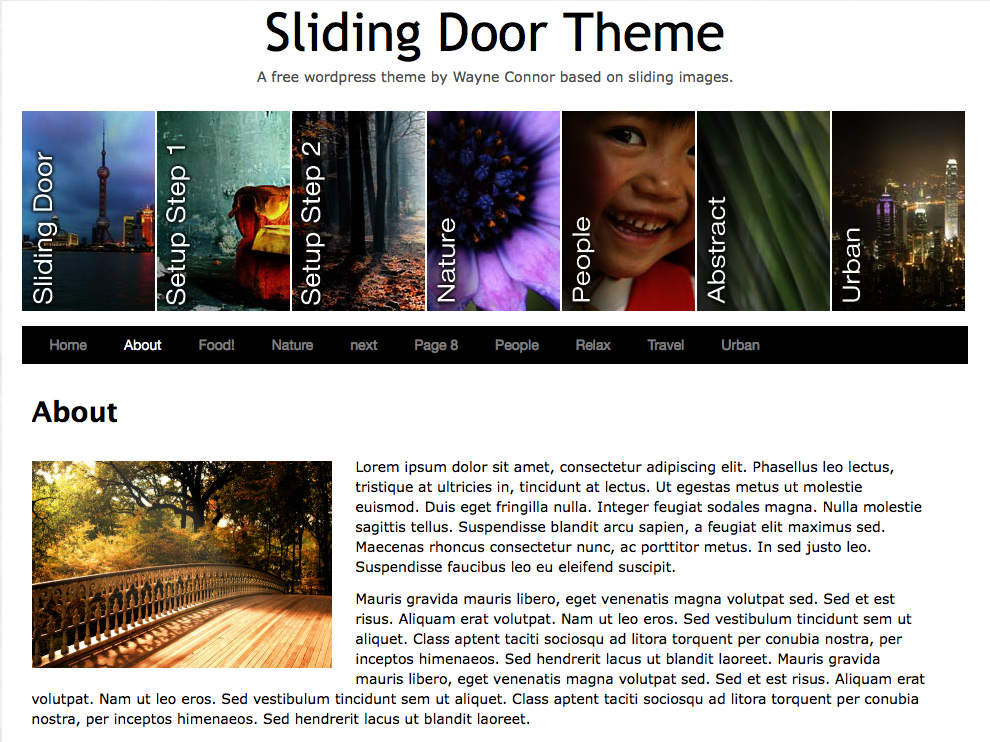 Sliding Door Theme
A free wordpress theme by Wayne Connor based on sliding images.
Sliding Door
Setup Step 1
Setup Step 2
Nature
People
Abstract
Urban
Home About Food! Nature next Page 8 People Relax Travel Urban
About
Lorem ipsum dolor sit amet, consectetur adipiscing elit. Phasellus leo lectus,
tristique at ultricies in, tincidunt at lectus. Ut egestas metus ut molestie
euismod. Duis eget fringilla nulla. Integer feugiat sodales magna. Nulla molestie
sagittis tellus. Suspendisse blandit arcu sapien, a feugiat elit maximus sed.
Maecenas rhoncus consectetur nunc, ac porttitor metus. In sed justo leo.
Suspendisse faucibus leo eu eleifend suscipit.
Mauris gravida mauris libero, eget venenatis magna volutpat sed. Sed et est
risus. Aliquam erat volutpat. Nam ut leo eros. Sed vestibulum tincidunt sem ut
aliquet. Class aptent taciti sociosqu ad litora torquent per conubia nostra, per
inceptos himenaeos. Sed hendrerit lacus ut blandit laoreet. Mauris gravida
mauris libero, eget venenatis magna volutpat sed. Sed et est risus. Aliquam erat
volutpat. Nam ut leo eros. Sed vestibulum tincidunt sem ut aliquet. Class aptent taciti sociosqu ad litora torquent per conubia
nostra, per inceptos himenaeos. Sed hendrerit lacus ut blandit laoreet.